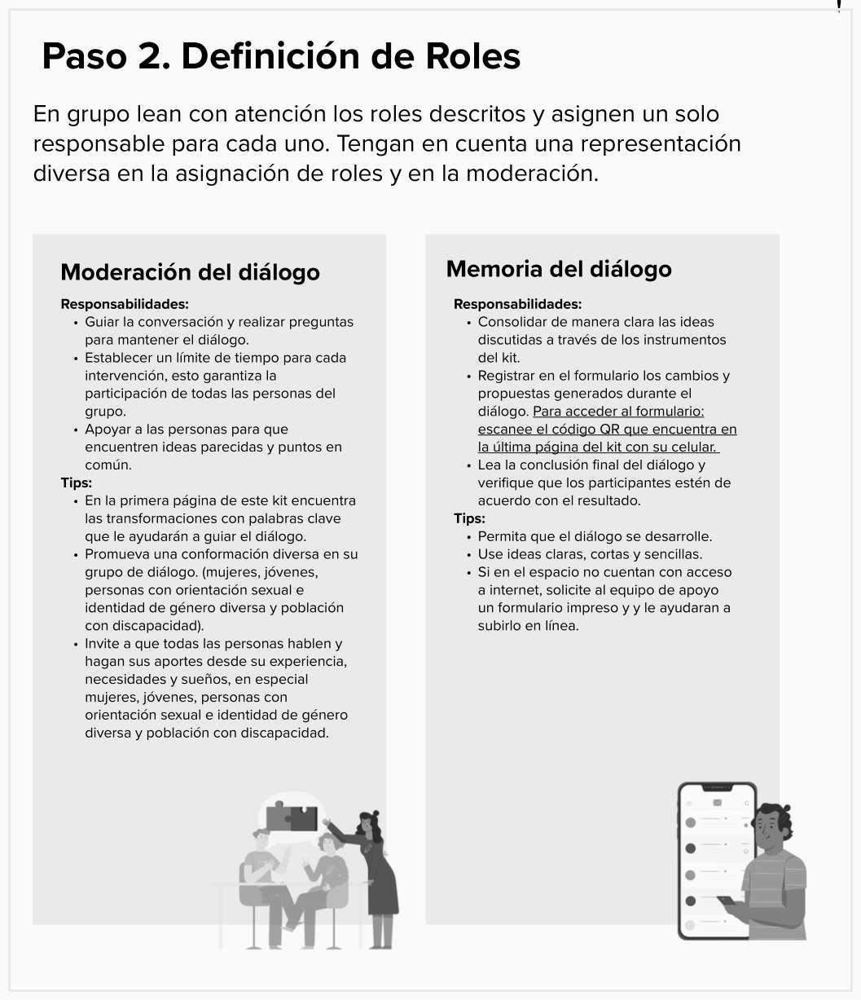 Paso 2. Definición de Roles
En grupo lean con atención los roles descritos y asignen un solo
responsable para cada uno. Tengan en cuenta una representación
diversa en la asignación de roles y en la moderación.
Moderación del diálogo
Responsabilidades:
• Guiar la conversación y realizar preguntas
para mantener el diálogo.
• Establecer un límite de tiempo para cada
intervención, esto garantiza la
participación de todas las personas del
grupo.
• Apoyar a las personas para que
encuentren ideas parecidas y puntos en
común.
Tips:
• En la primera página de este kit encuentra
las transformaciones con palabras clave
que le ayudarán a guiar el diálogo.
• Promueva una conformación diversa en su
grupo de diálogo. (mujeres, jóvenes,
personas con orientación sexual e
identidad de género diversa y población
con discapacidad).
• Invite a que todas las personas hablen y
hagan sus aportes desde su experiencia,
necesidades y sueños, en especial
mujeres, jóvenes, personas con
orientación sexual e identidad de género
diversa y población con discapacidad.
Memoria del diálogo
Responsabilidades:
• Consolidar de manera clara las ideas
discutidas a través de los instrumentos
del kit.
• Registrar en el formulario los cambios y
propuestas generados durante el
diálogo. Para acceder al formulario:
escanee el código QR que encuentra en
la última página del kit con su celular.
• Lea la conclusión final del diálogo y
verifique que los participantes estén de
acuerdo con el resultado.
Tips:
• Permita que el diálogo se desarrolle.
• Use ideas claras, cortas y sencillas.
• Si en el espacio no cuentan con acceso
a internet, solicite al equipo de apoyo
un formulario impreso y y le ayudaran a
subirlo en línea.